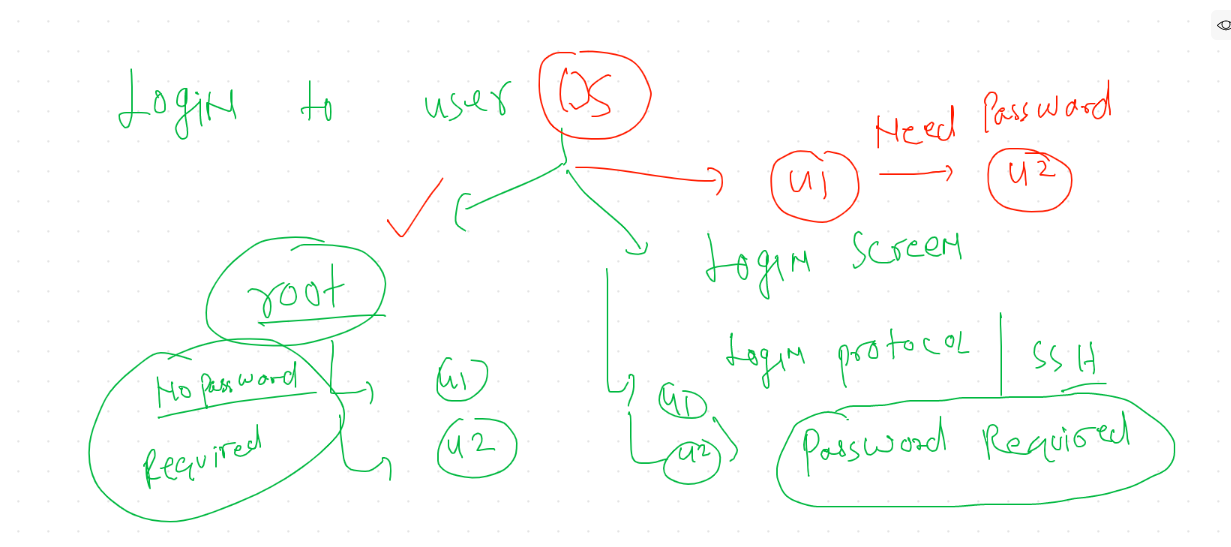 Login to user OS
Need Password
u1 u2
Login Screen
root
Login protocol | SSH
No Password
Required
u1
u2
u1
u2
Password Required